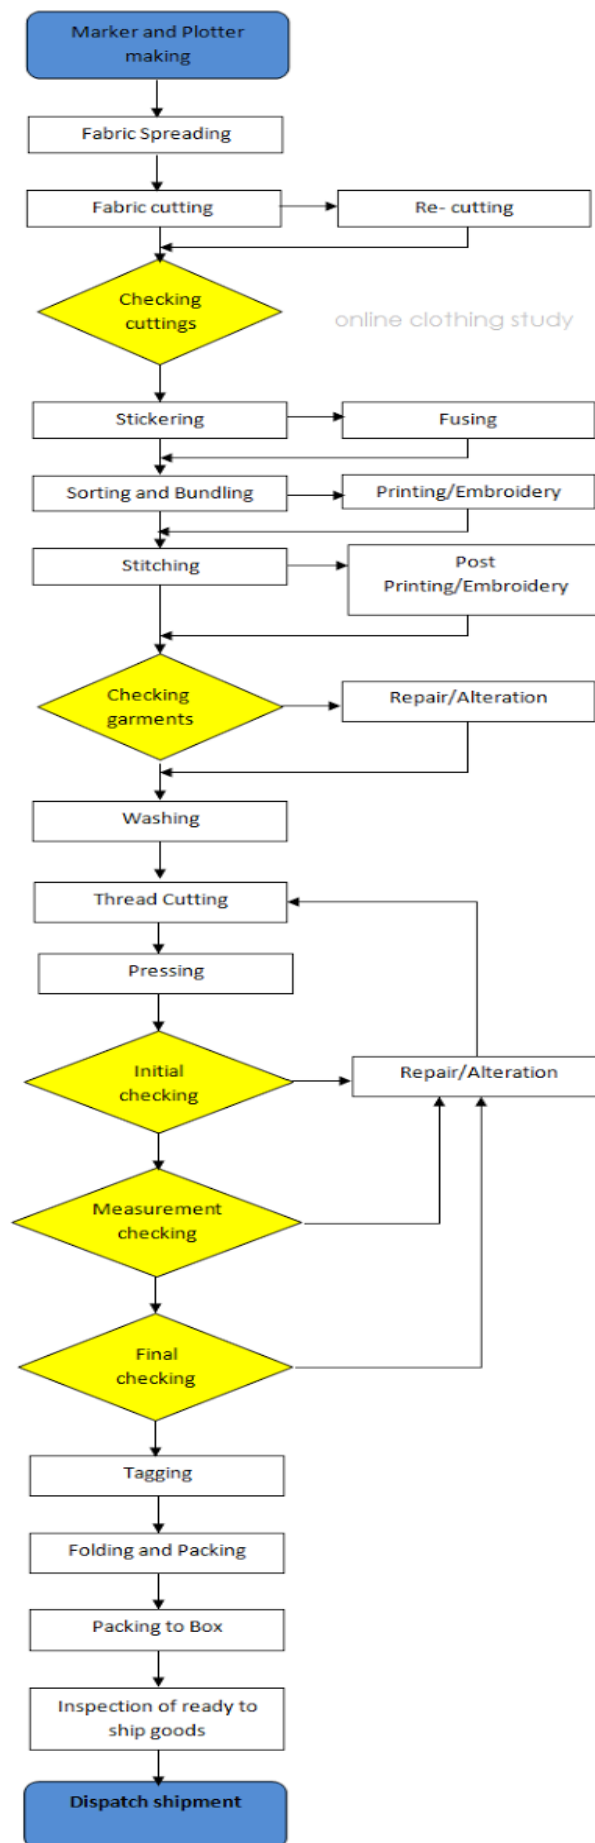 Marker and Plotter
making
Fabric Spreading
Fabric cutting
Re- cutting
Checking
cuttings
online clothing study
Stickering
Fusing
Sorting and Bundling
Printing/Embroidery
Stitching
Post
Printing/Embroidery
Checking
garments
Repair/Alteration
Washing
Thread Cutting
Pressing
Initial
checking
Repair/Alteration
Measurement
checking
Final
checking
Tagging
Folding and Packing
Packing to Box
Inspection of ready to
ship goods
Dispatch shipment